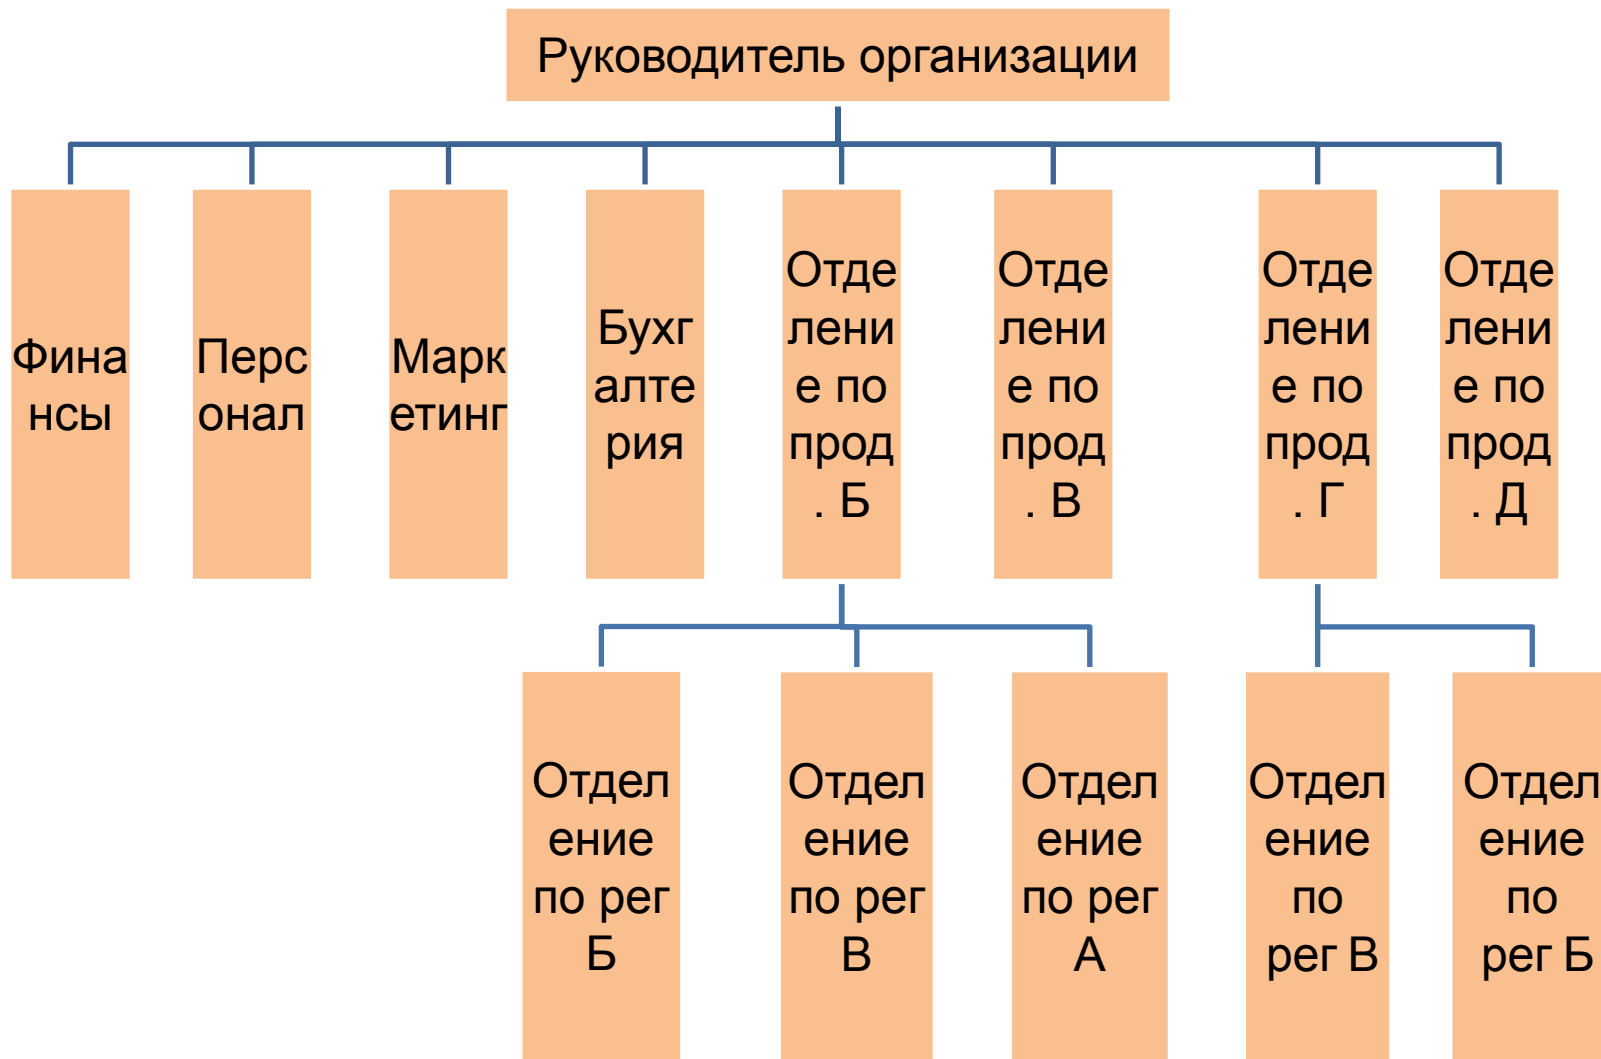 Руководитель организации
Фина
нсы
Перс
онал
Марк
етинг
Бухг
алте
рия
Отде
лени
е по
прод
. Б
Отде
лени
е по
прод
. В
Отде
лени
е по
прод
. Г
Отде
лени
е по
прод
. Д
Отдел
ение
по рег
Б
Отдел
ение
по рег
В
Отдел
ение
по рег
А
Отдел
ение
по
рег В
Отдел
ение
по
рег Б